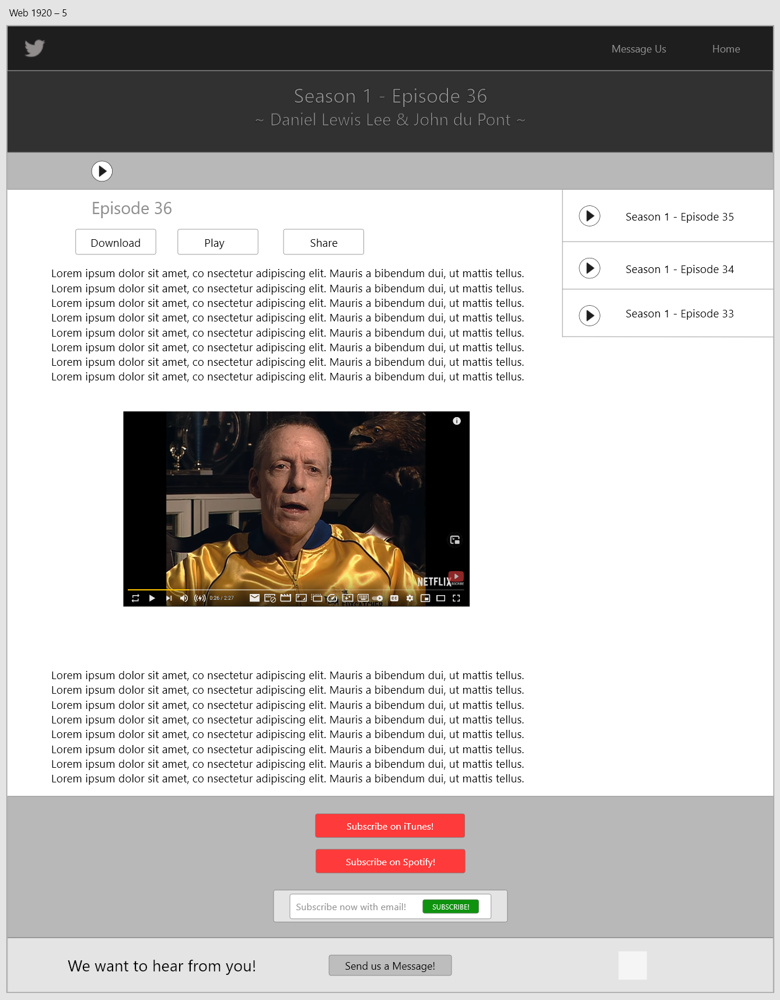 Web 1920 – 5
Message Us
Home
Season 1 - Episode 36
~ Daniel Lewis Lee & John du Pont ~
Episode 36
Download
Play
Share
Season 1 - Episode 35
Season 1 - Episode 34
Season 1 - Episode 33
Lorem ipsum dolor sit amet, co nsectetur adipiscing elit. Mauris a bibendum dui, ut mattis tellus.
Lorem ipsum dolor sit amet, co nsectetur adipiscing elit. Mauris a bibendum dui, ut mattis tellus.
Lorem ipsum dolor sit amet, co nsectetur adipiscing elit. Mauris a bibendum dui, ut mattis tellus.
Lorem ipsum dolor sit amet, co nsectetur adipiscing elit. Mauris a bibendum dui, ut mattis tellus.
Lorem ipsum dolor sit amet, co nsectetur adipiscing elit. Mauris a bibendum dui, ut mattis tellus.
Lorem ipsum dolor sit amet, co nsectetur adipiscing elit. Mauris a bibendum dui, ut mattis tellus.
Lorem ipsum dolor sit amet, co nsectetur adipiscing elit. Mauris a bibendum dui, ut mattis tellus.
Lorem ipsum dolor sit amet, co nsectetur adipiscing elit. Mauris a bibendum dui, ut mattis tellus.
NETFLIX
0:26 / 2:27
Lorem ipsum dolor sit amet, co nsectetur adipiscing elit. Mauris a bibendum dui, ut mattis tellus.
Lorem ipsum dolor sit amet, co nsectetur adipiscing elit. Mauris a bibendum dui, ut mattis tellus.
Lorem ipsum dolor sit amet, co nsectetur adipiscing elit. Mauris a bibendum dui, ut mattis tellus.
Lorem ipsum dolor sit amet, co nsectetur adipiscing elit. Mauris a bibendum dui, ut mattis tellus.
Lorem ipsum dolor sit amet, co nsectetur adipiscing elit. Mauris a bibendum dui, ut mattis tellus.
Lorem ipsum dolor sit amet, co nsectetur adipiscing elit. Mauris a bibendum dui, ut mattis tellus.
Lorem ipsum dolor sit amet, co nsectetur adipiscing elit. Mauris a bibendum dui, ut mattis tellus.
Lorem ipsum dolor sit amet, co nsectetur adipiscing elit. Mauris a bibendum dui, ut mattis tellus.
Subscribe on iTunes!
Subscribe on Spotify!
Subscribe now with email!
SUBSCRIBE!
We want to hear from you!
Send us a Message!